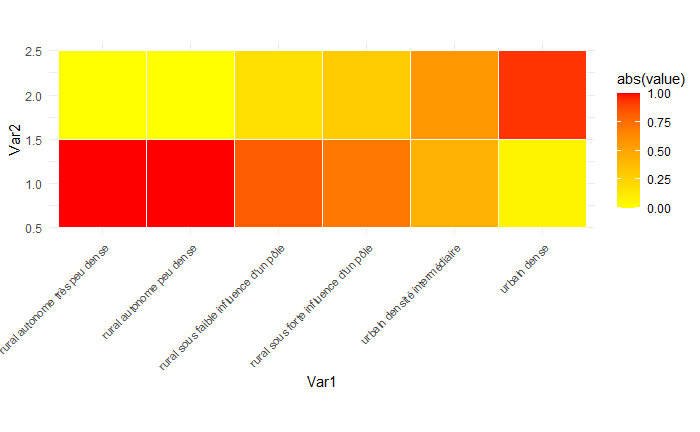 2.5
2.0
1.5
1.0
0.5
Var2
rural autonome très peu dense
rural autonome peu dense
rural sous faible influence d'un pôle
rural sous forte influence d'un pôle
urbain densité intermédiaire
urbain dense
Var1
abs(value)
1.00
0.75
0.50
0.25
0.00